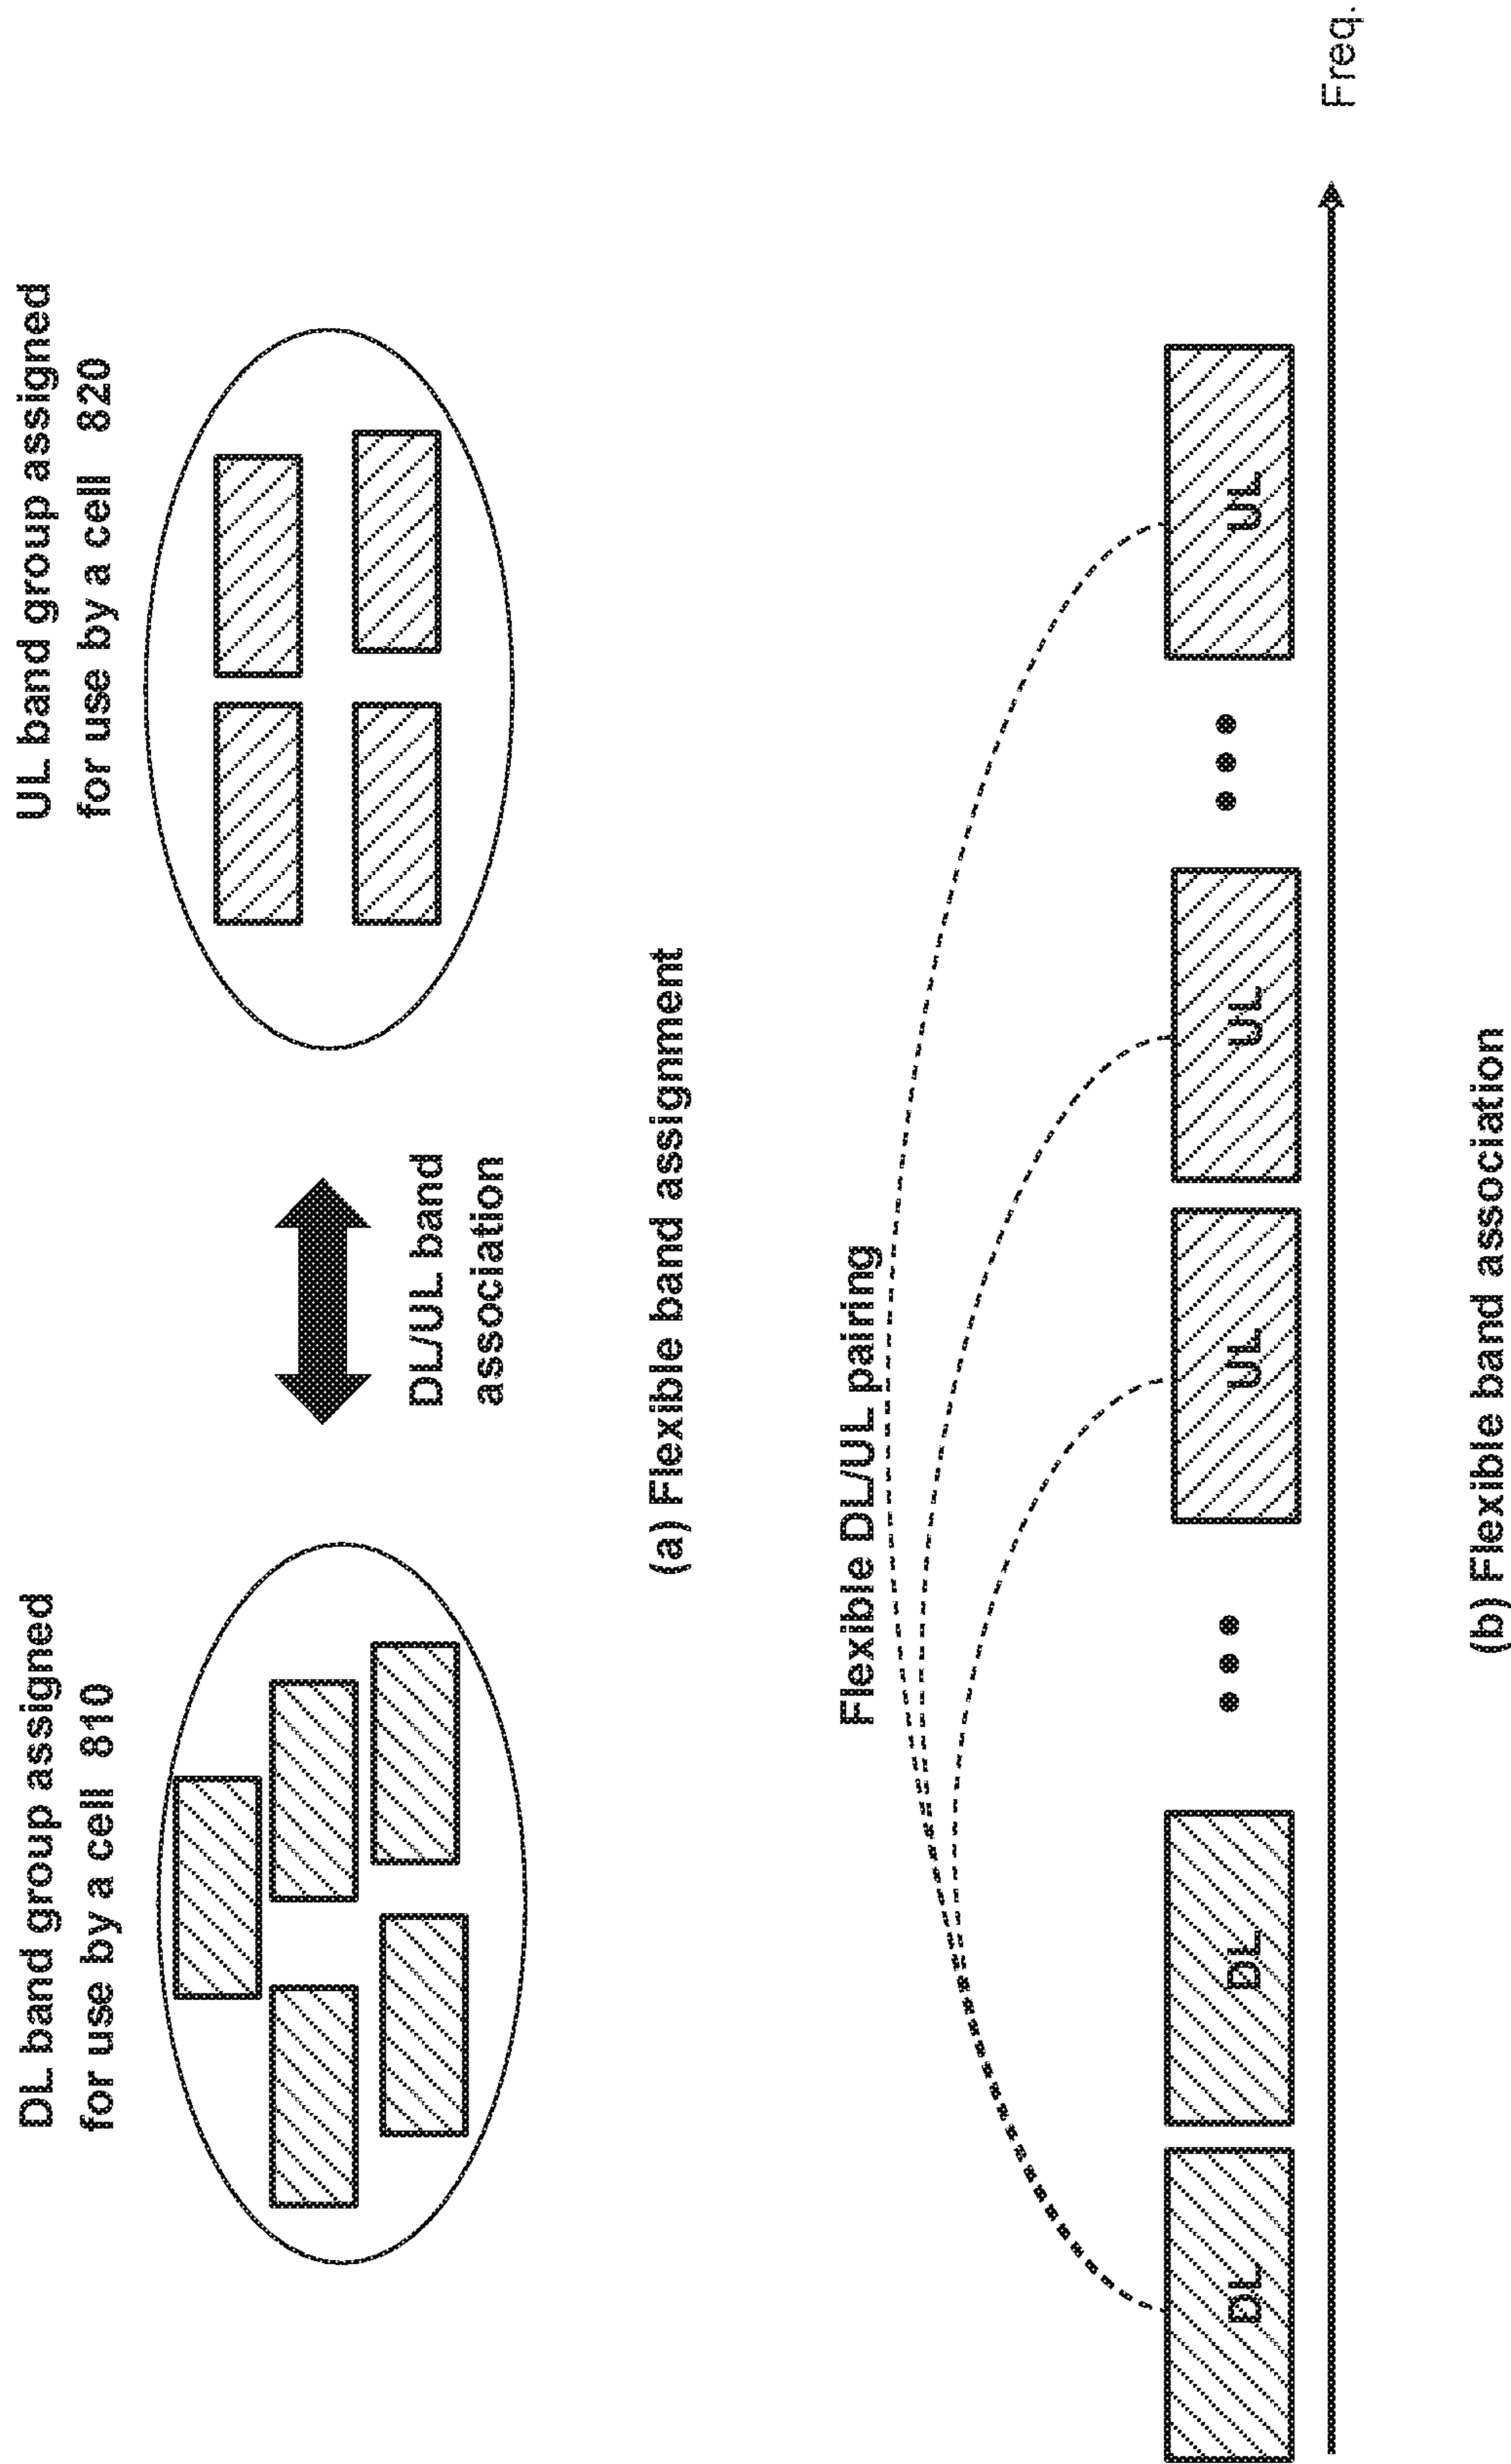 DL band group assigned
for use by a cell 810
UL band group assigned
for use by a cell 820
DL/UL band
association
(a) Flexible band assignment
Flexible DL/UL pairing
DL
DL
UL
UL
UL
Freq.
(b) Flexible band association